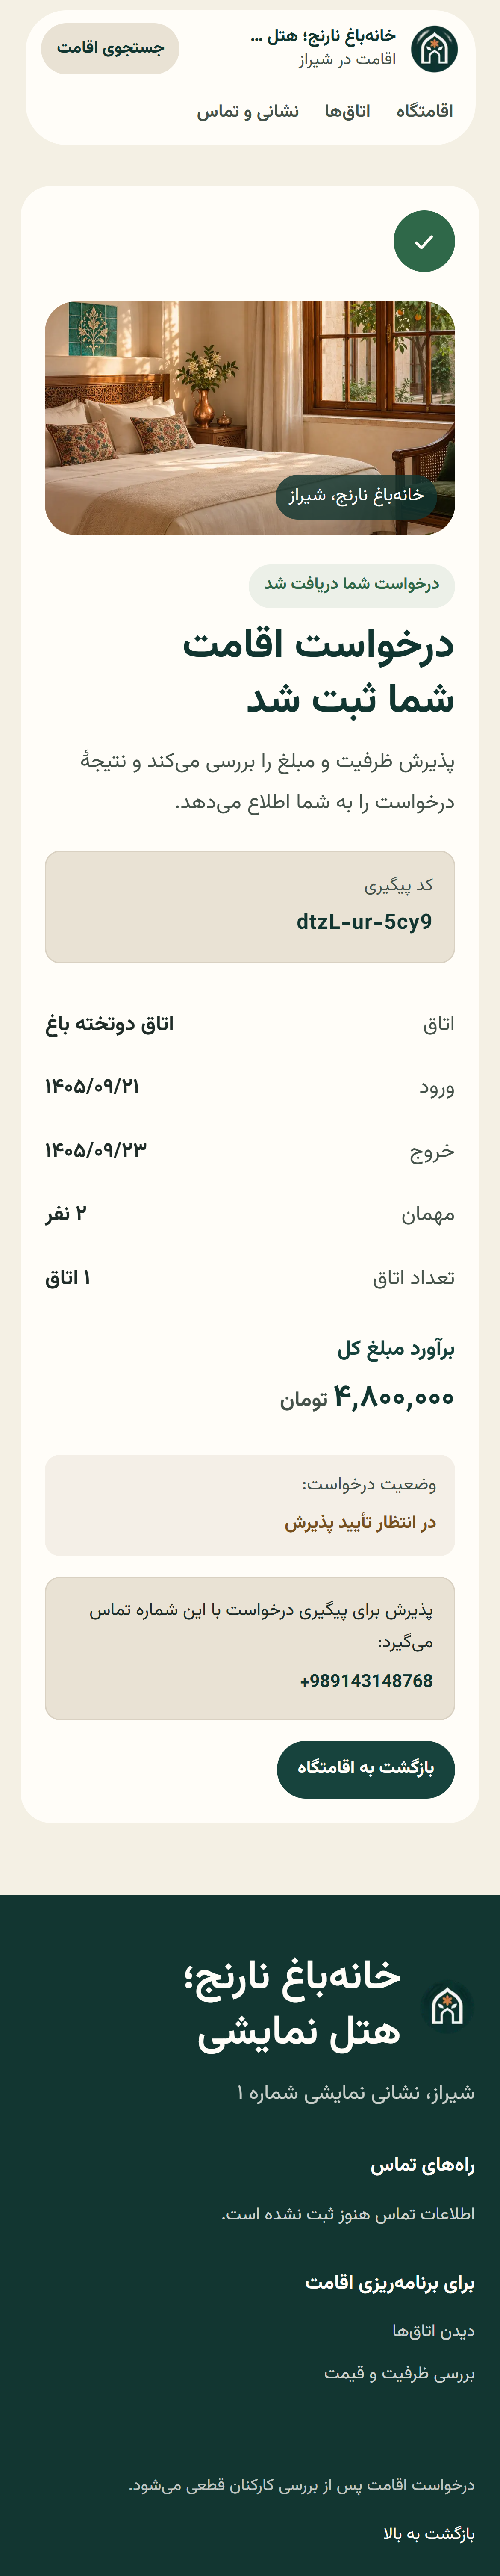 خانه‌باغ نارنج؛ هتل ...
اقامت در شیراز
جستجوی اقامت
اقامتگاه
اتاق‌ها
نشانی و تماس
خانه‌باغ نارنج، شیراز
درخواست شما دریافت شد
درخواست اقامت
شما ثبت شد
پذیرش ظرفیت و مبلغ را بررسی می‌کند و نتیجهٔ
درخواست را به شما اطلاع می‌دهد.
کد پیگیری
dtzL-ur-5cy9
اتاق
اتاق دوتخته باغ
ورود
۱۴۰۵/۰۹/۲۱
خروج
۱۴۰۵/۰۹/۲۳
مهمان
۲ نفر
تعداد اتاق
۱ اتاق
برآورد مبلغ کل
۴,۸۰۰,۰۰۰ تومان
وضعیت درخواست:
در انتظار تأیید پذیرش
پذیرش برای پیگیری درخواست با این شماره تماس
می‌گیرد:
+989143148768
بازگشت به اقامتگاه
خانه‌باغ نارنج؛
هتل نمایشی
شیراز، نشانی نمایشی شماره ۱
راه‌های تماس
اطلاعات تماس هنوز ثبت نشده است.
برای برنامه‌ریزی اقامت
دیدن اتاق‌ها
بررسی ظرفیت و قیمت
درخواست اقامت پس از بررسی کارکنان قطعی می‌شود.
بازگشت به بالا